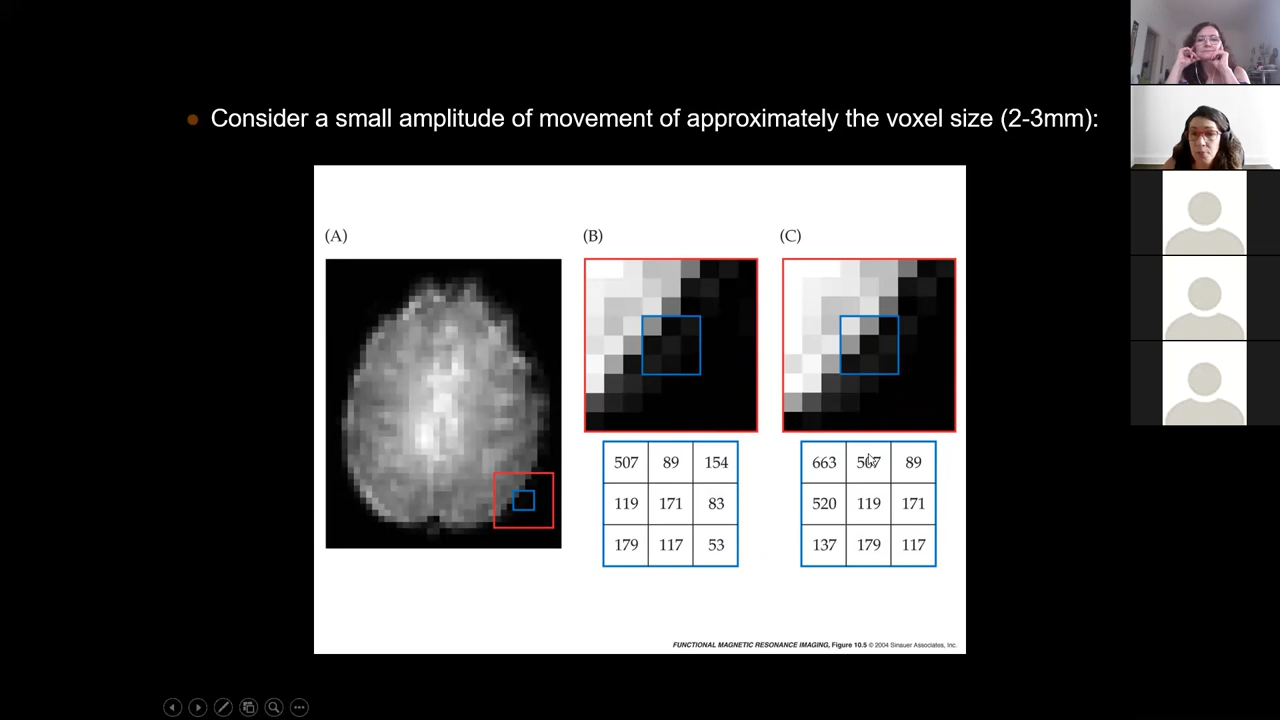 Consider a small amplitude of movement of approximately the voxel size (2-3mm):
(A)
(B)
(C)
507 89 154
119 171 83
179 117 53
663 507 89
520 119 171
137 179 117
FUNCTIONAL MAGNETIC RESONANCE IMAGING, Figure 10.5 © 2004 Sinauer Associates, Inc.